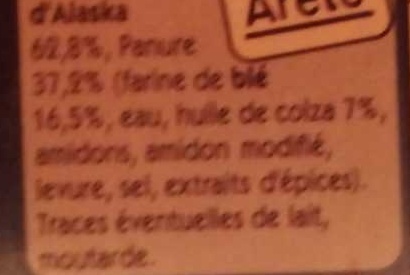 d'Alaska
62,8%, Panure
37,2% (farine de blé
16,5%, eau, huile de colza 7%,
amidons, amidon modifié,
levure, sel, extraits d'épices).
Traces éventuelles de lait,
moutarde.